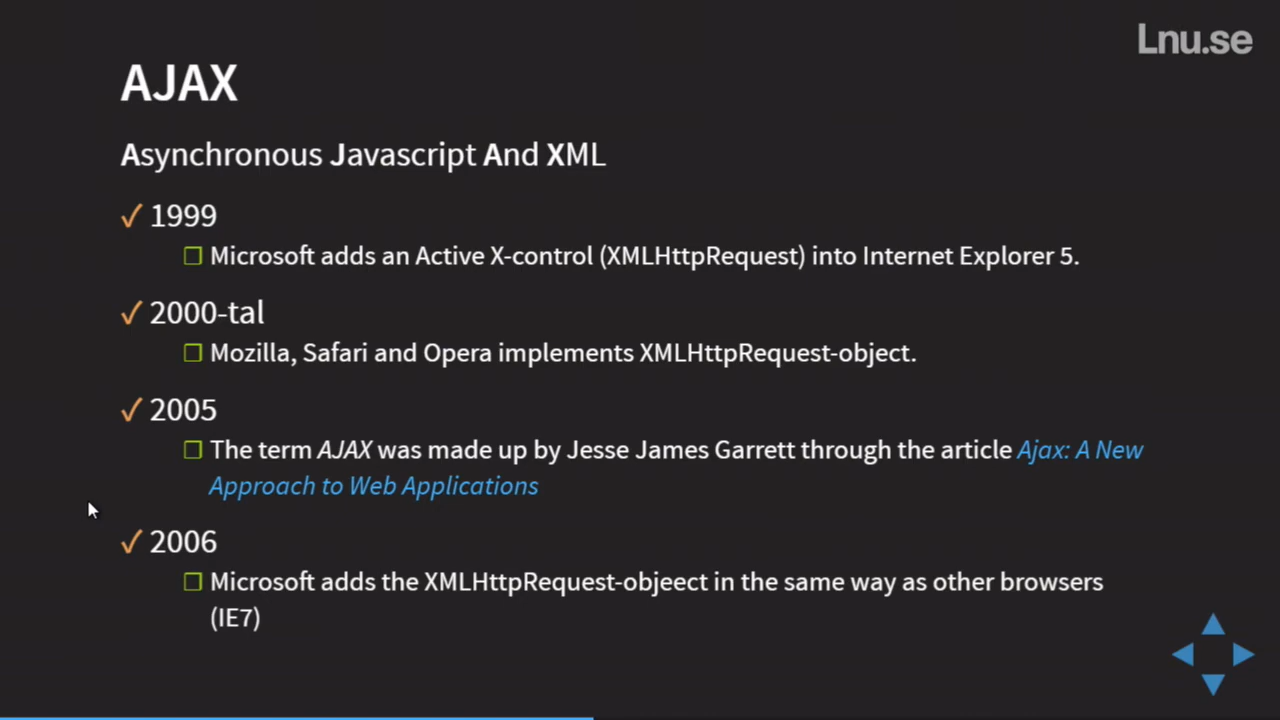 Lnu.se
AJAX
Asynchronous Javascript And XML
1999
Microsoft adds an Active X-control (XMLHttpRequest) into Internet Explorer 5.
2000-tal
Mozilla, Safari and Opera implements XMLHttpRequest-object.
2005
The term AJAX was made up by Jesse James Garrett through the article Ajax: A New
Approach to Web Applications
2006
Microsoft adds the XMLHttpRequest-objeect in the same way as other browsers
(IE7)